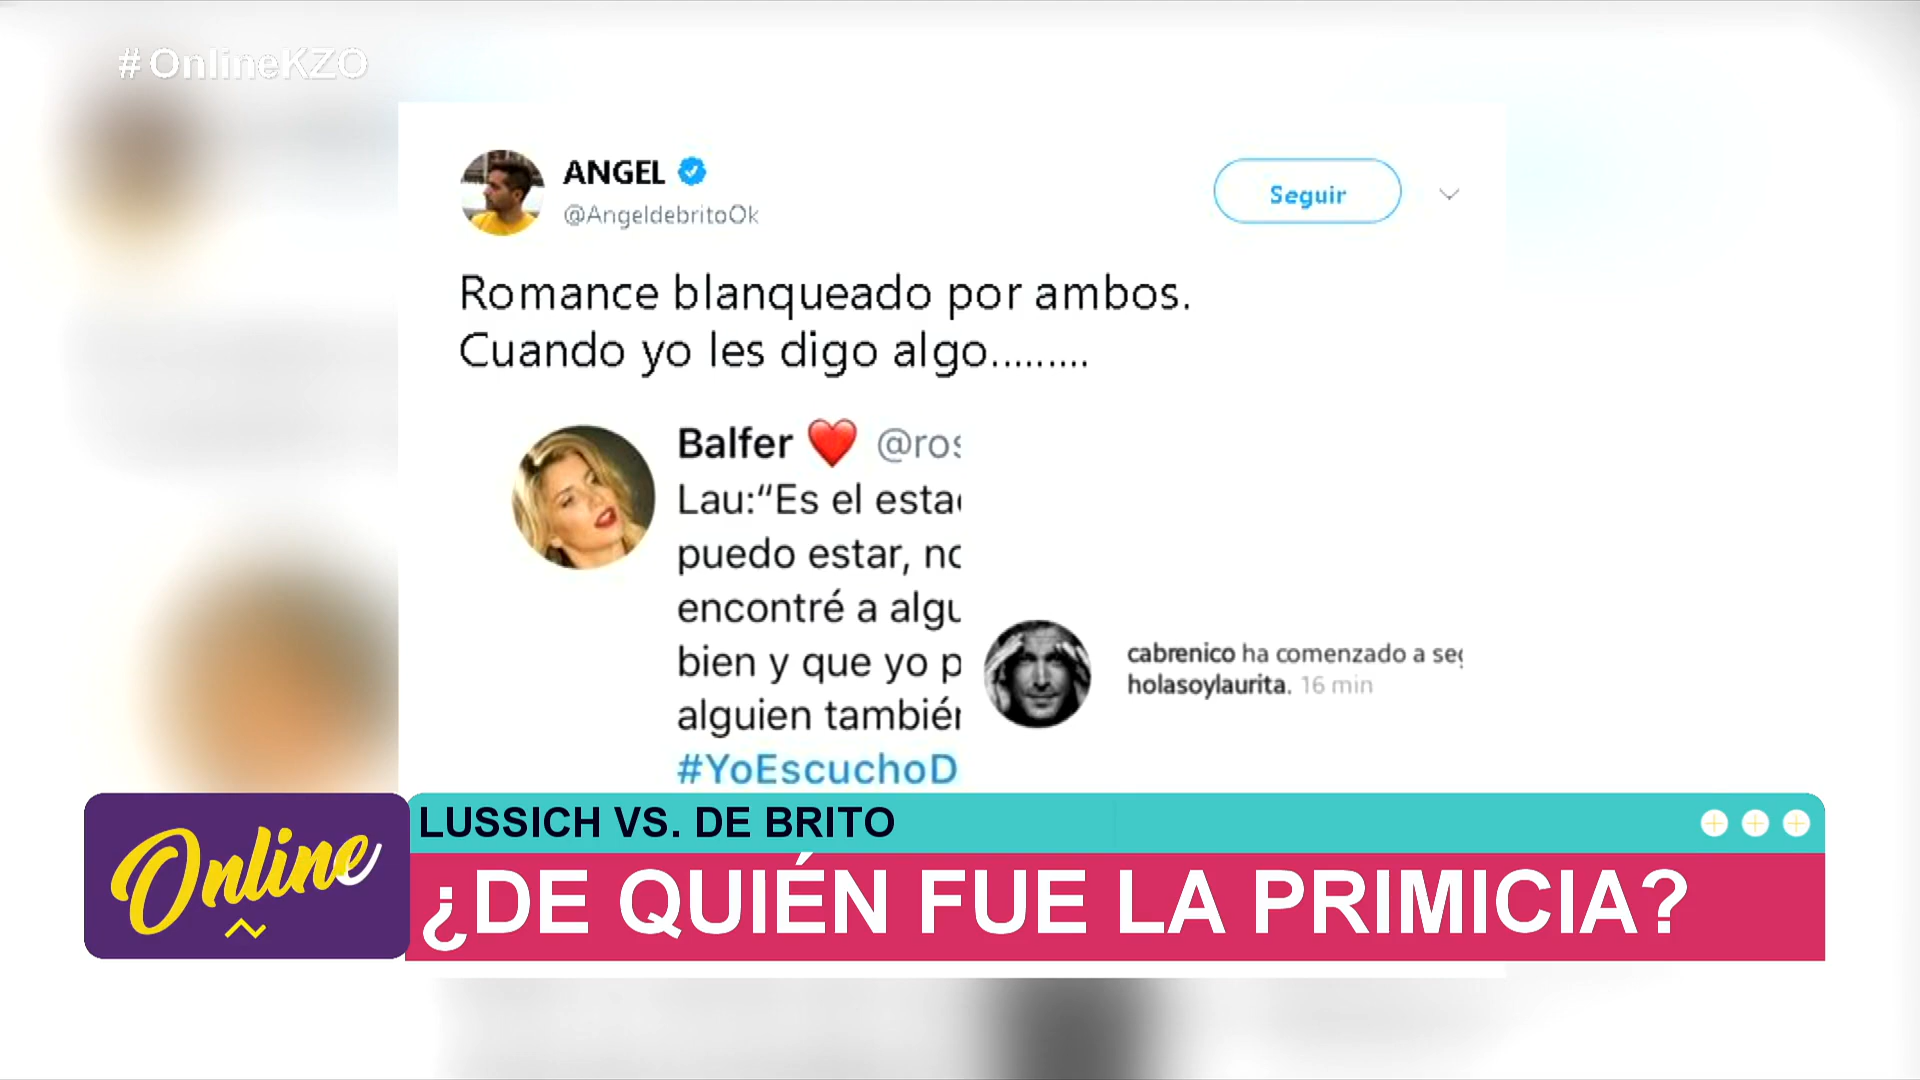 #OnlineKZO
ANGEL
@AngeldebritoOk
Seguir
Romance blanqueado por ambos.
Cuando yo les digo algo.........
Balfer ❤️ @ros
Lau:“Es el esta
puedo estar, no
encontré a algu
bien y que yo p
alguien también
#YoEscuchoD
cabrenico ha comenzado a seg
holasoylaurita. 16 min
Online
LUSSICH VS. DE BRITO
¿DE QUIÉN FUE LA PRIMICIA?